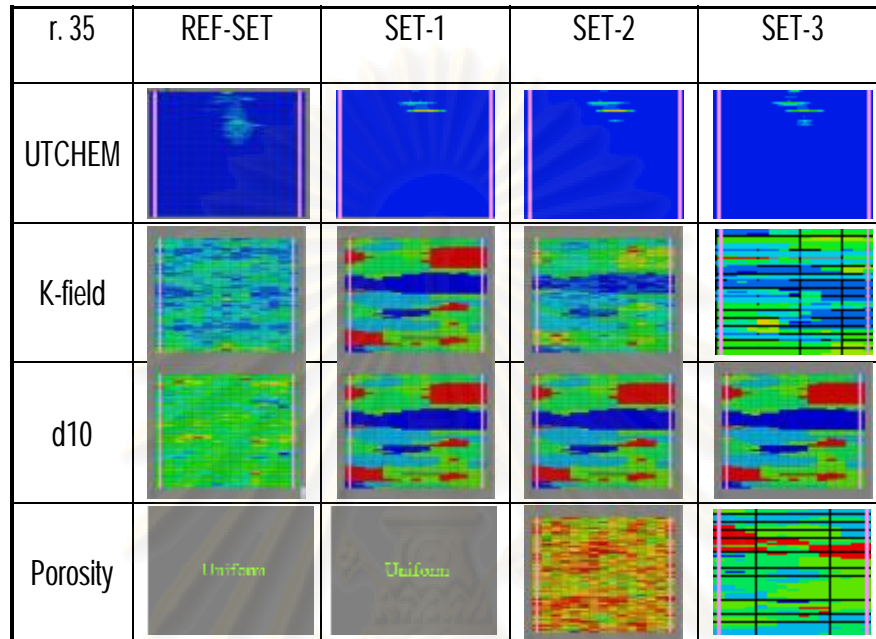 r. 35 REF-SET SET-1 SET-2 SET-3
UTCHEM
K-field
d10
Porosity Uniform Uniform